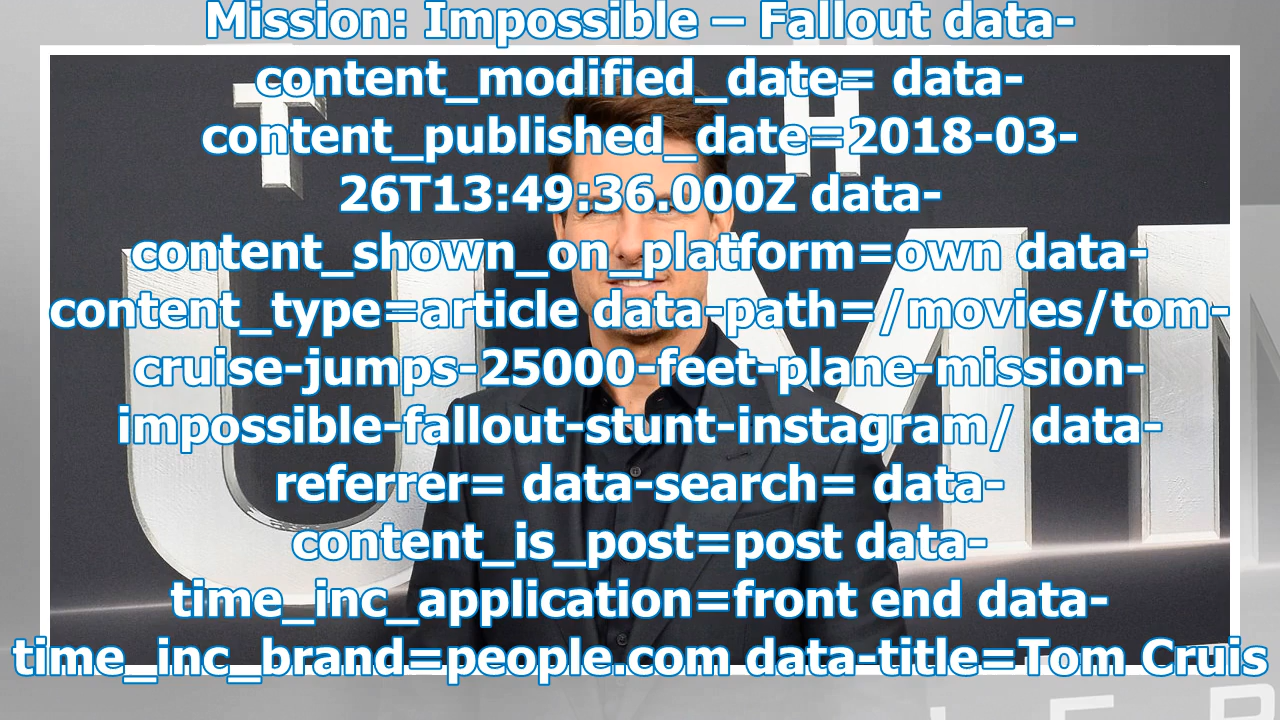 Mission: Impossible – Fallout data-
content_modified_date= data-
content_published_date=2018-03-
26T13:49:36.000Z data-
content_shown_on_platform=own data-
content_type=article data-path=/movies/tom-
cruise-jumps-25000-feet-plane-mission-
impossible-fallout-stunt-instagram/ data-
referrer= data-search= data-
content_is_post=post data-
time_inc_application=front end data-
time_inc_brand=people.com data-title=Tom Cruis
T H
U M